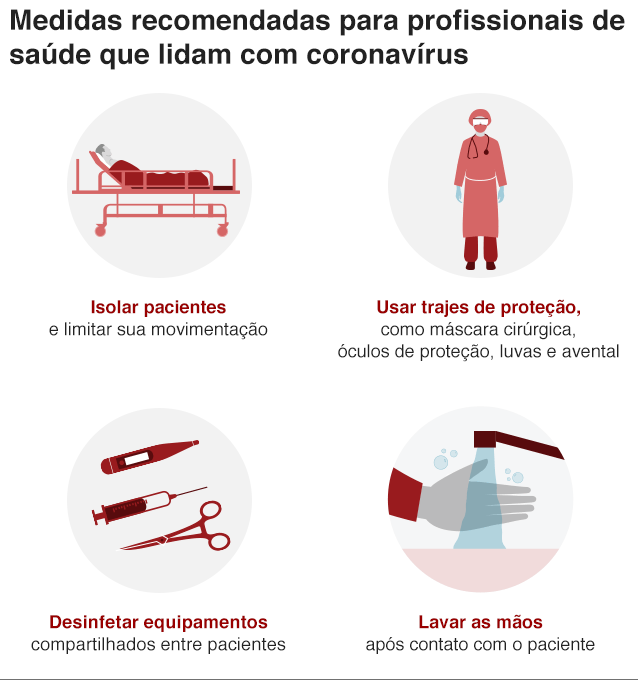 Medidas recomendadas para profissionais de
saúde que lidam com coronavírus
Isolar pacientes
e limitar sua movimentação
Usar trajes de proteção,
como máscara cirúrgica,
óculos de proteção, luvas e avental
Desinfetar equipamentos
compartilhados entre pacientes
Lavar as mãos
após contato com o paciente